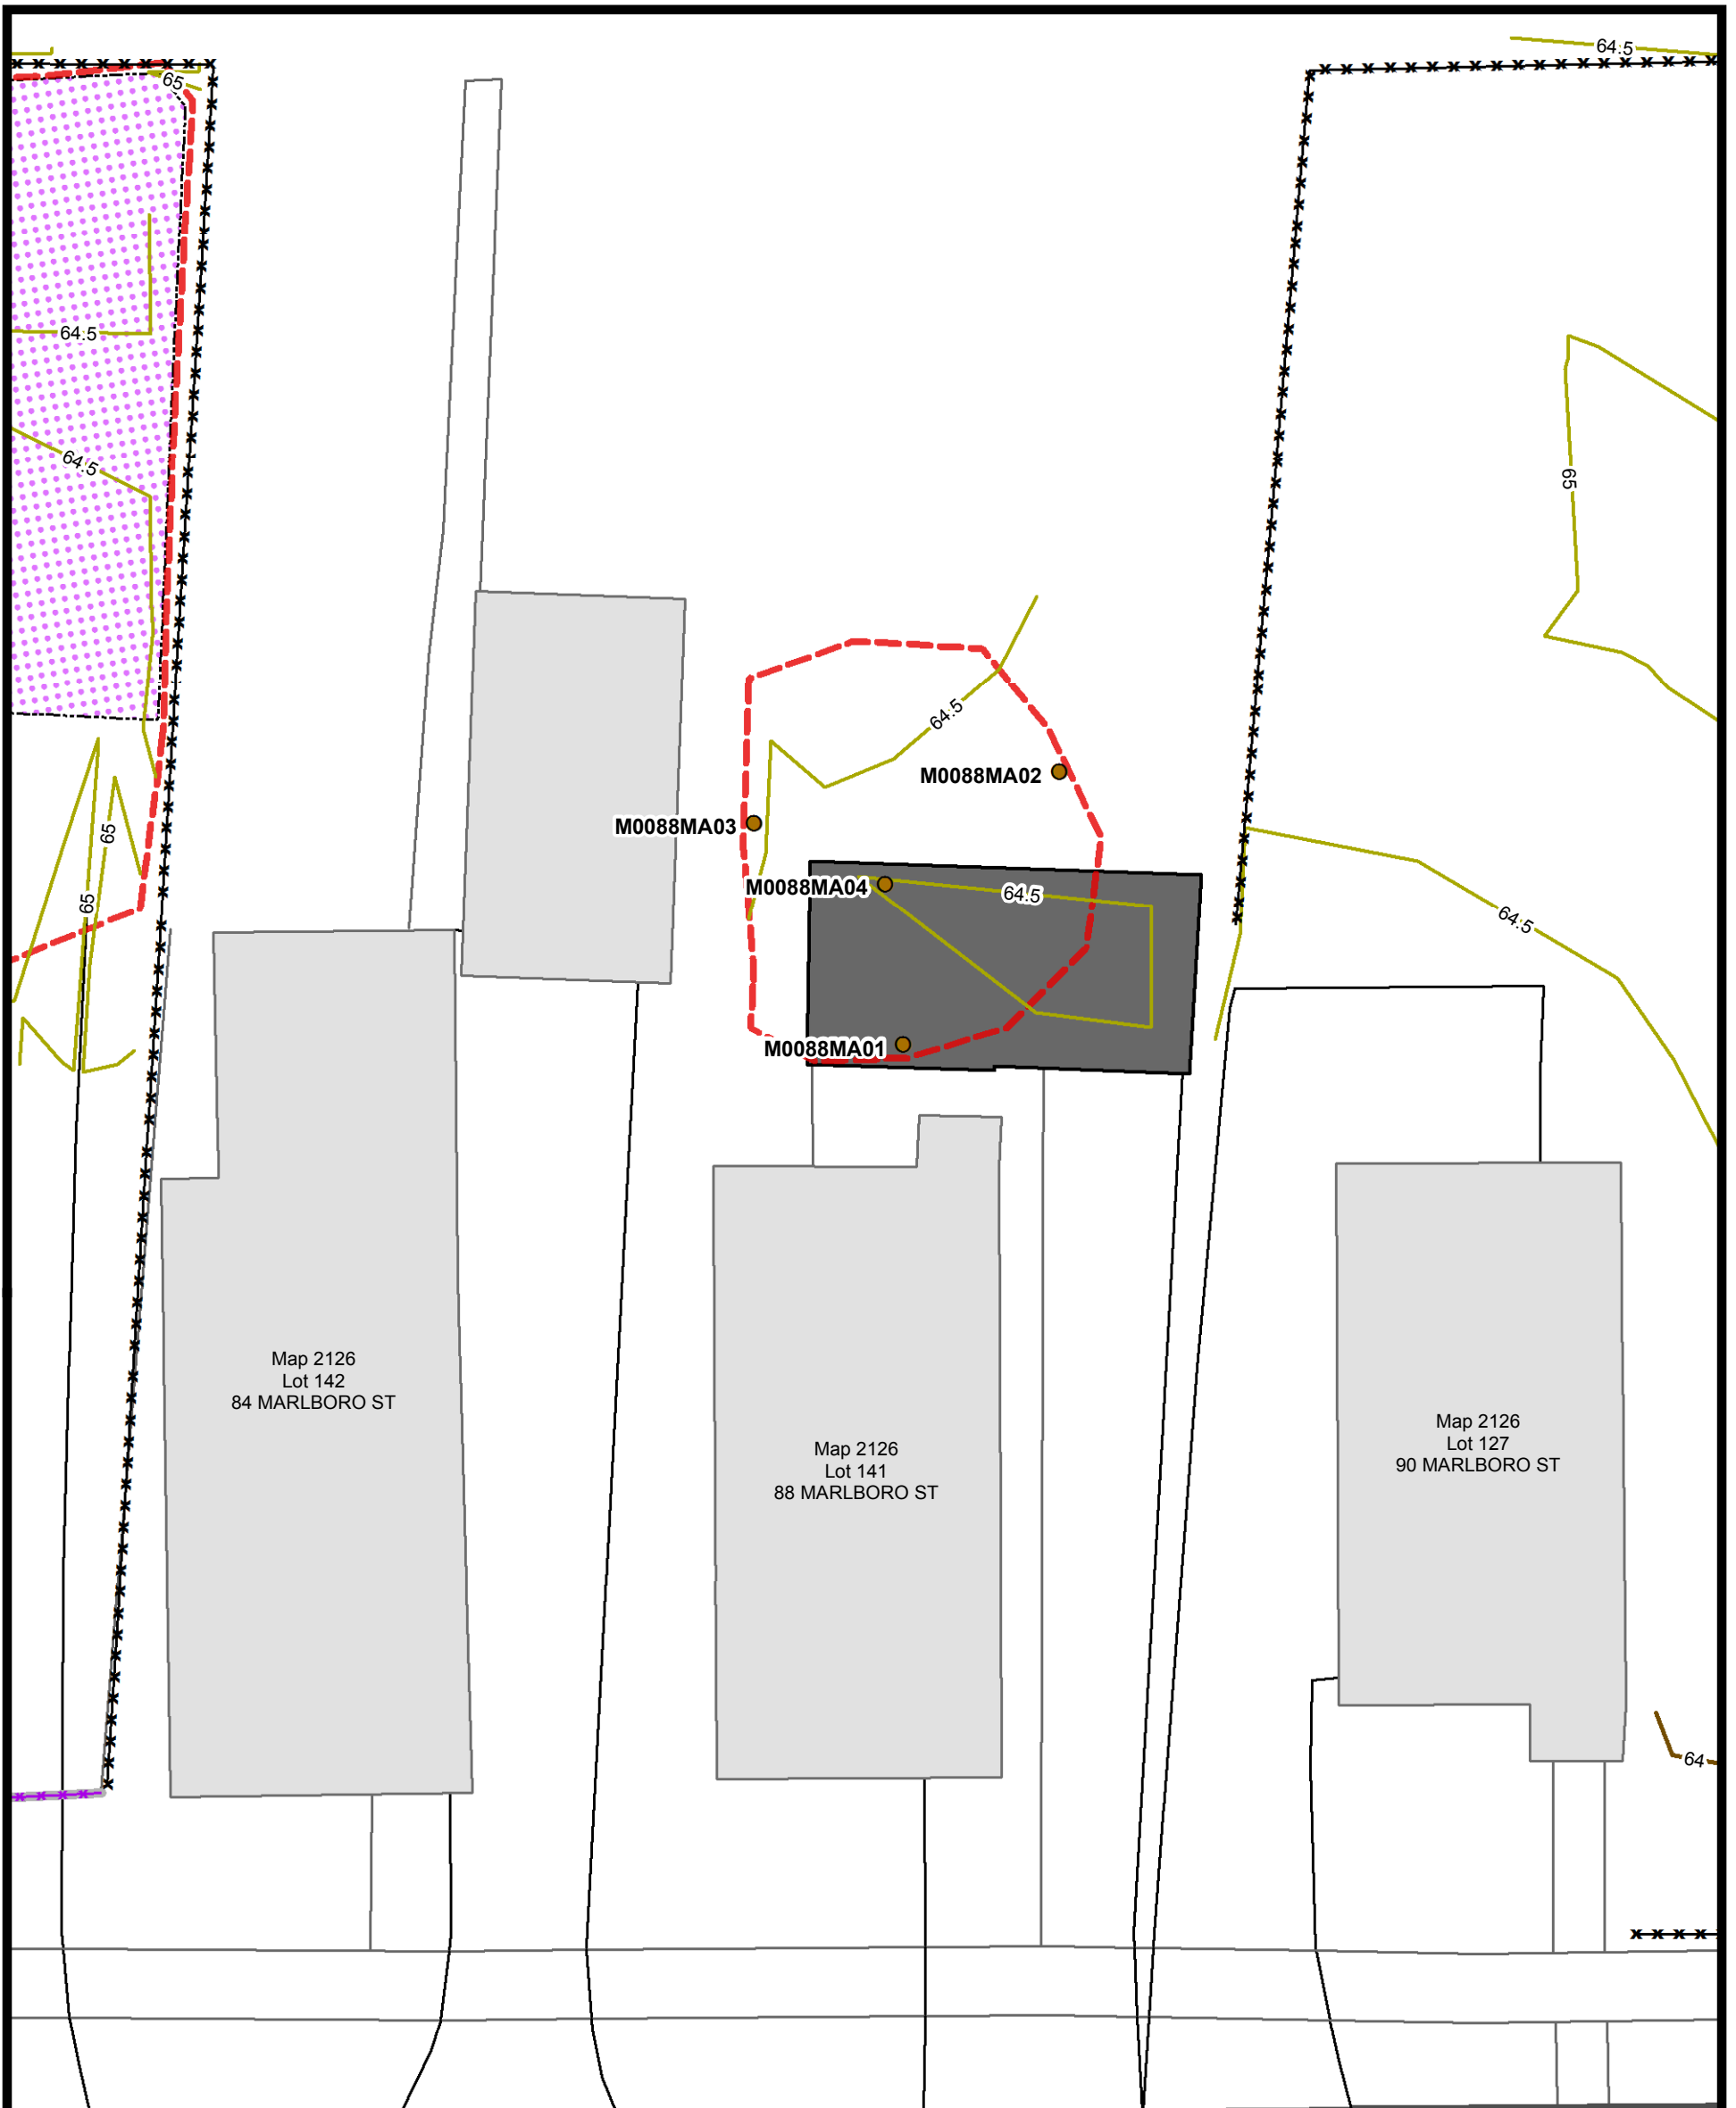 64.5
65
64.5
64.5
65
64.5
M0088MA02
M0088MA03
65
M0088MA04
64.5
65
64.5
M0088MA01
Map 2126
Lot 142
84 MARLBORO ST
Map 2126
Lot 141
88 MARLBORO ST
Map 2126
Lot 127
90 MARLBORO ST
64